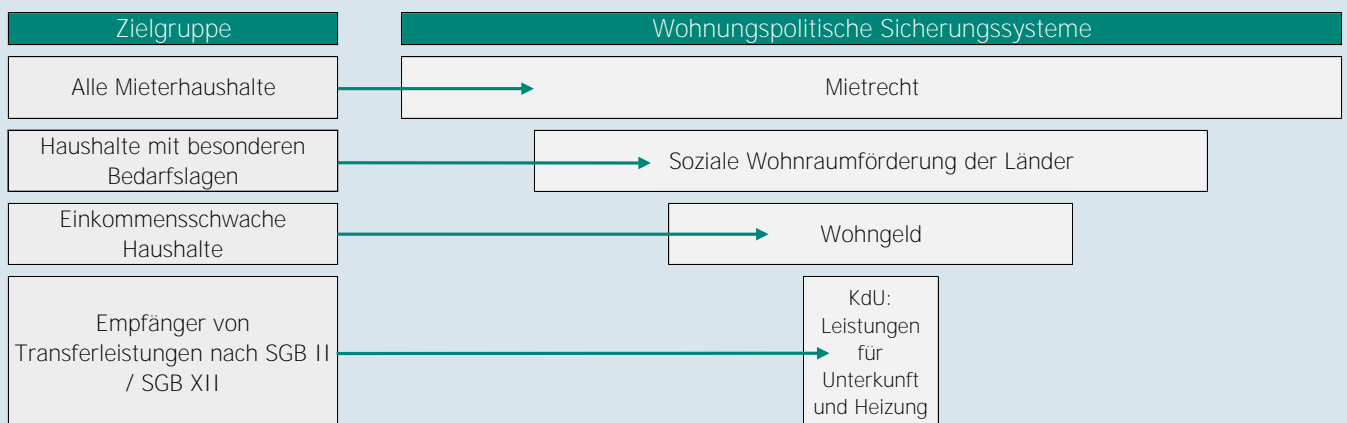 Zielgruppe
Wohnungspolitische Sicherungssysteme
Alle Mieterhaushalte
Mietrecht
Haushalte mit besonderen
Bedarfslagen
Soziale Wohnraumförderung der Länder
Einkommensschwache
Haushalte
Wohngeld
Empfänger von
Transferleistungen nach SGB II
/ SGB XII
KdU:
Leistungen
für
Unterkunft
und Heizung